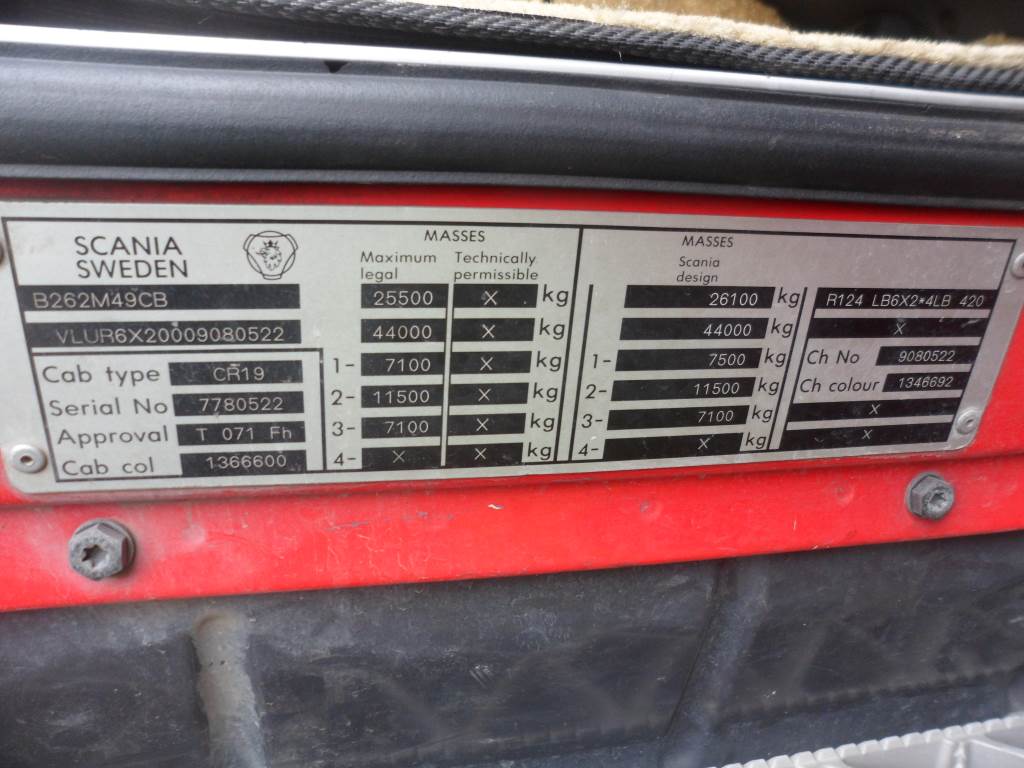 SCANIA
SWEDEN
B262M49CB
VLUR6X20009080522
Cab type CR19
Serial No 7780522
Approval T 071 Fh
Cab col 1366600
MASSES
Maximum legal Technically permissible
25500 X kg
44000 X kg
1- 7100 X kg
2- 11500 X kg
3- 7100 X kg
4- X X kg
MASSES
Scania
design
26100 kg
44000 kg
1- 7500 kg
2- 11500 kg
3- 7100 kg
4- X kg
R124 LB6X2*4LB 420
X
Ch No 9080522
Ch colour 1346692
X
X